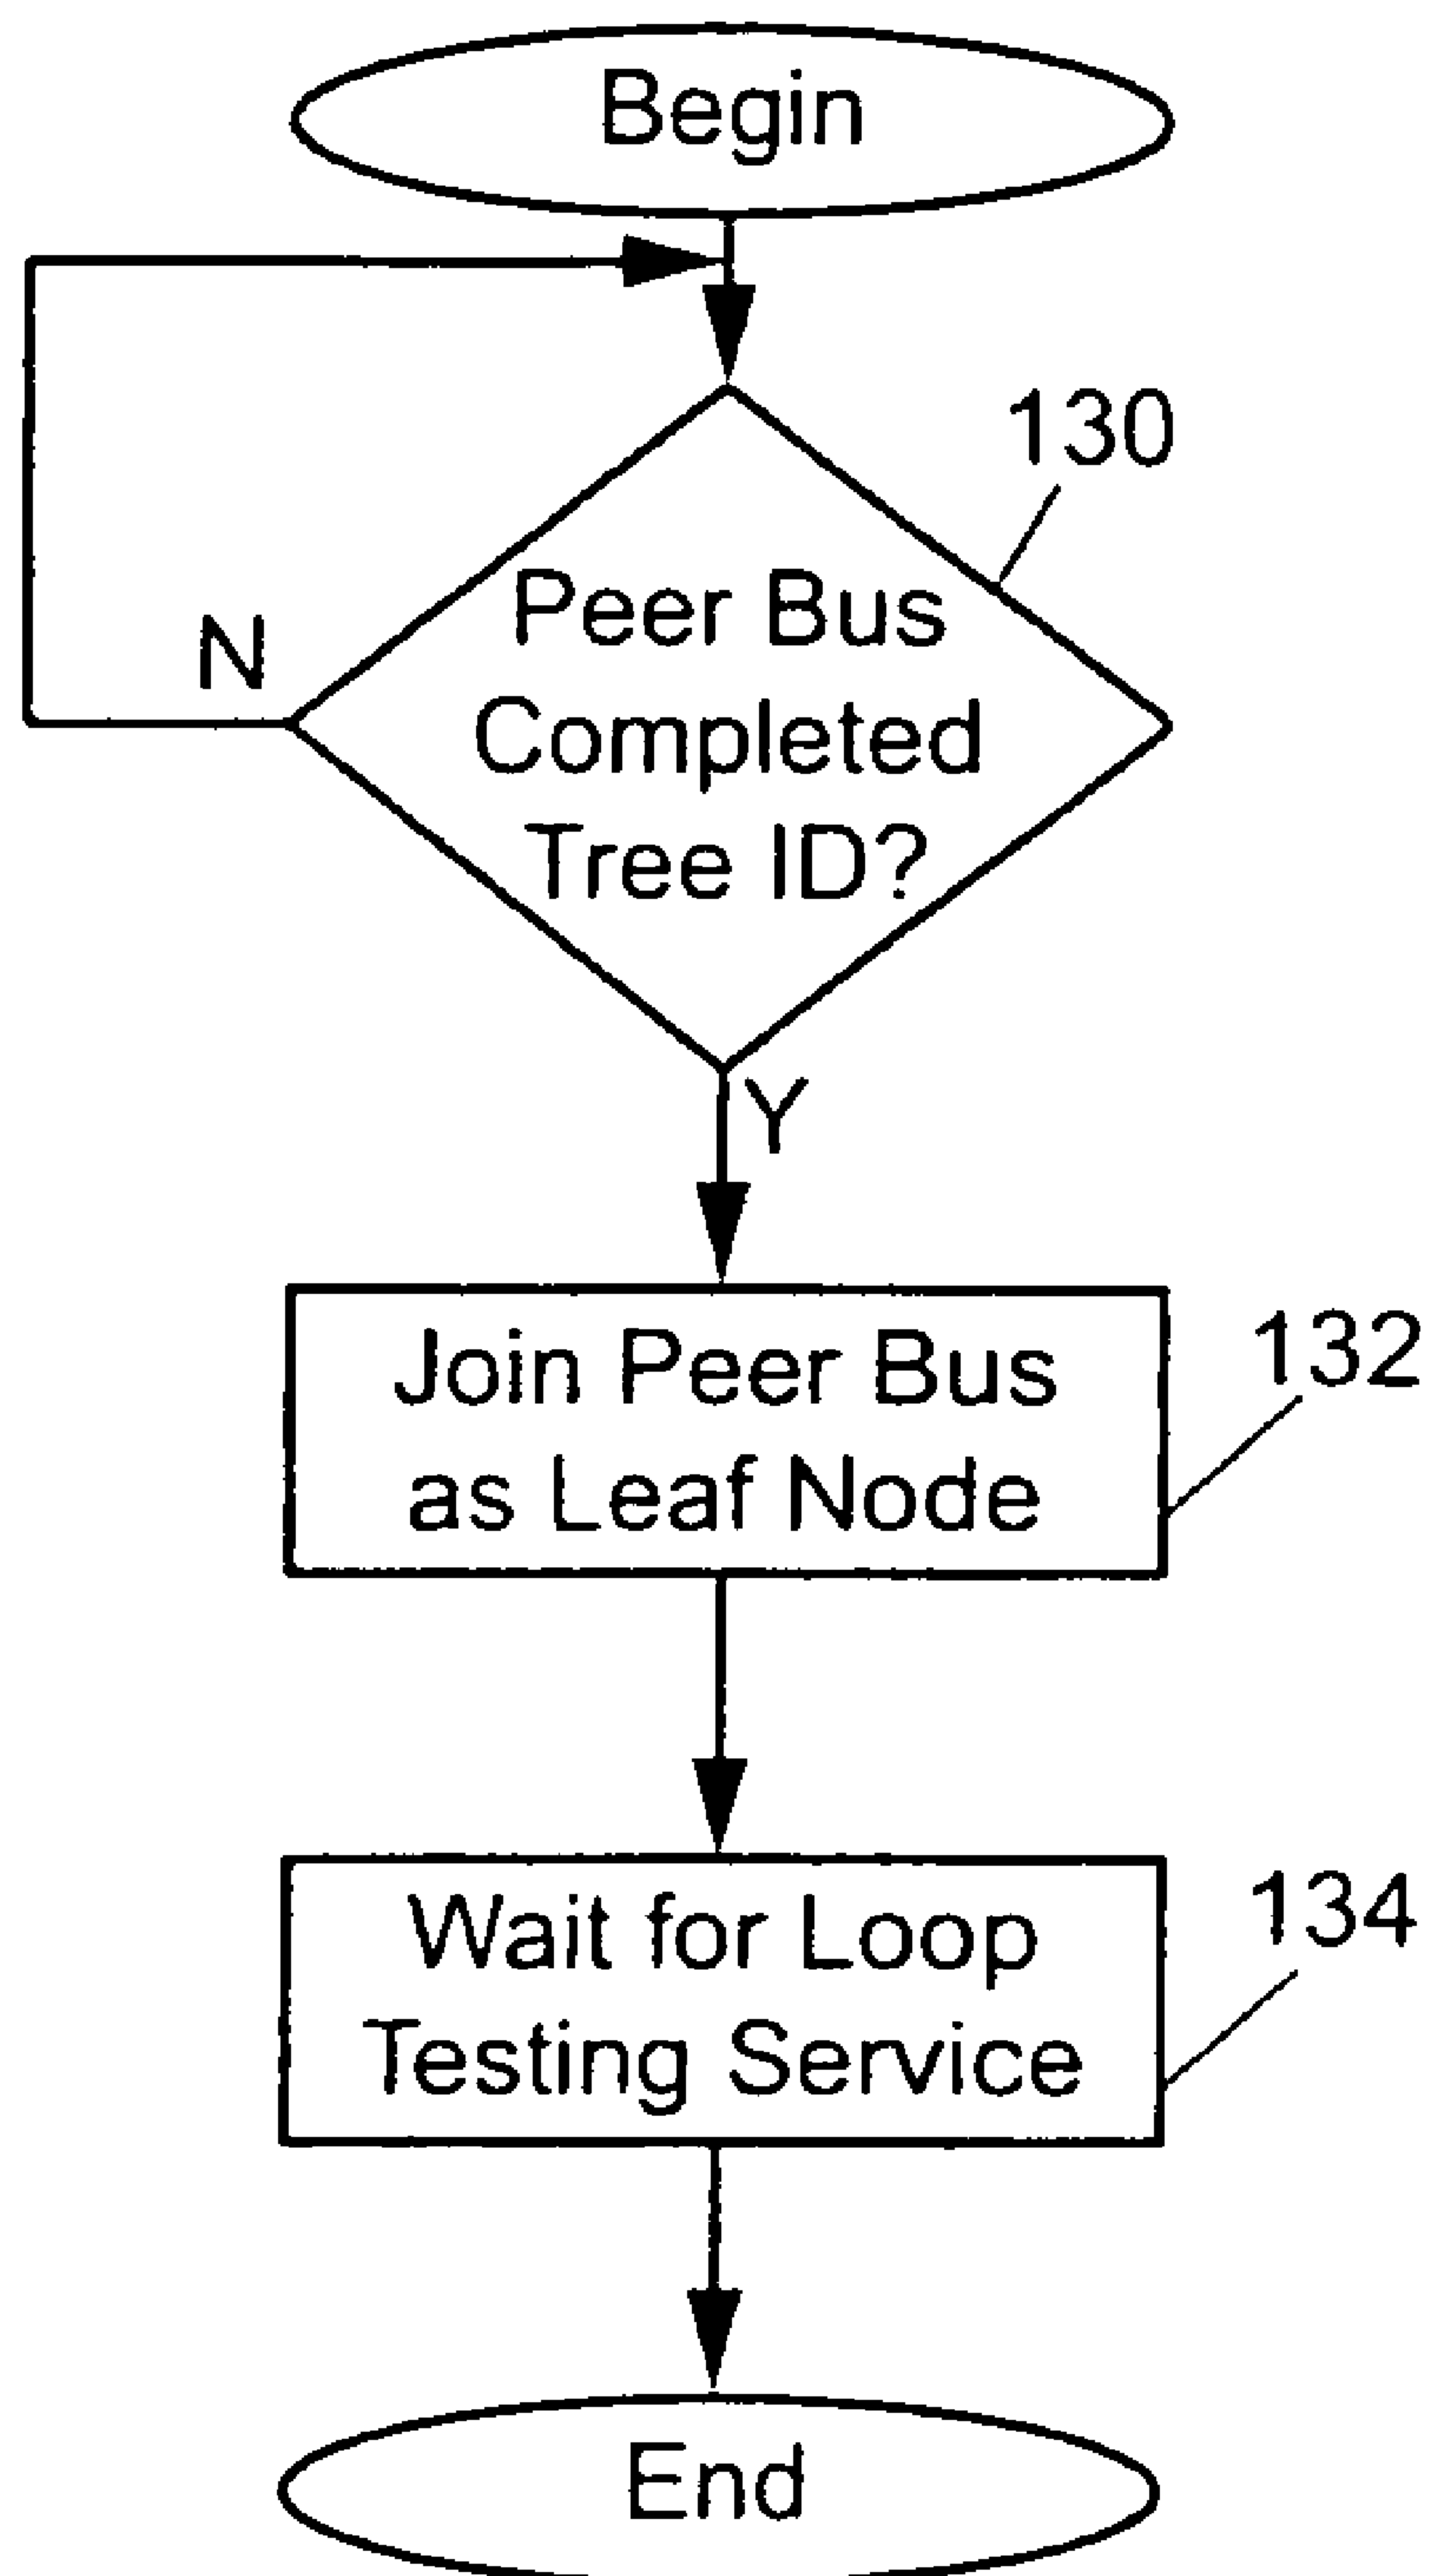 Begin
130
Peer Bus
Completed
Tree ID?
N
Y
Join Peer Bus
as Leaf Node
132
Wait for Loop
Testing Service
134
End